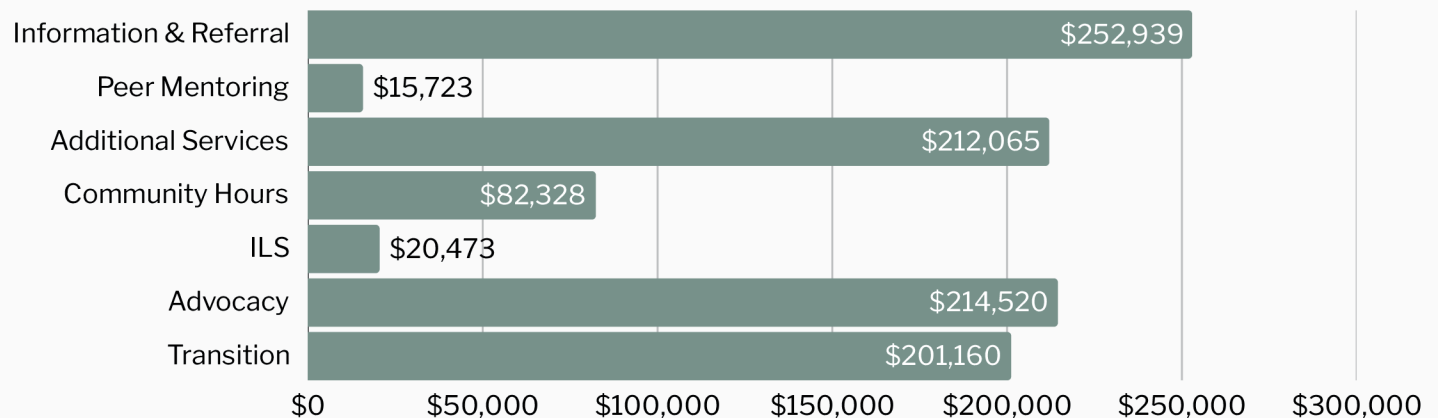 Information & Referral $252,939
Peer Mentoring $15,723
Additional Services $212,065
Community Hours $82,328
ILS $20,473
Advocacy $214,520
Transition $201,160
$0 $50,000 $100,000 $150,000 $200,000 $250,000 $300,000